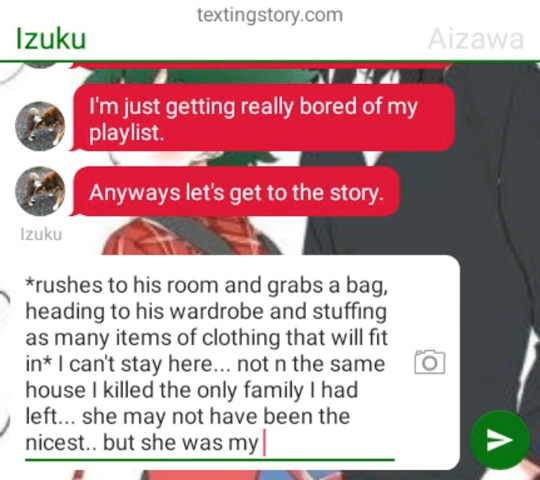 textingstory.com
Izuku
Aizawa
I'm just getting really bored of my
playlist.
Anyways let's get to the story.
Izuku
*rushes to his room and grabs a bag,
heading to his wardrobe and stuffing
as many items of clothing that will fit
in* I can't stay here... not n the same
house I killed the only family I had
left... she may not have been the
nicest.. but she was my